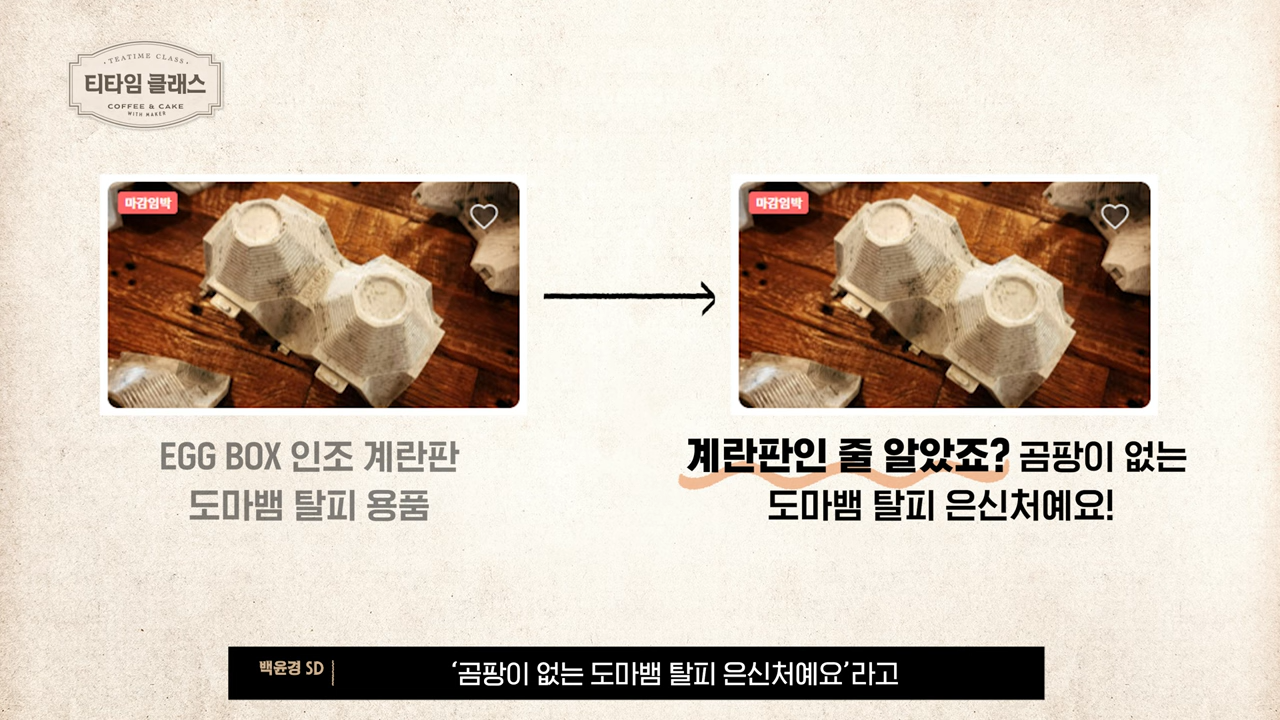 · TEATIME CLASS ·
티타임 클래스
COFFEE & CAKE
WITH MAKER
마감임박
마감임박
EGG BOX 인조 계란판
도마뱀 탈피 용품
계란판인 줄 알았죠? 곰팡이 없는
도마뱀 탈피 은신처예요!
백윤경 SD
‘곰팡이 없는 도마뱀 탈피 은신처예요’라고